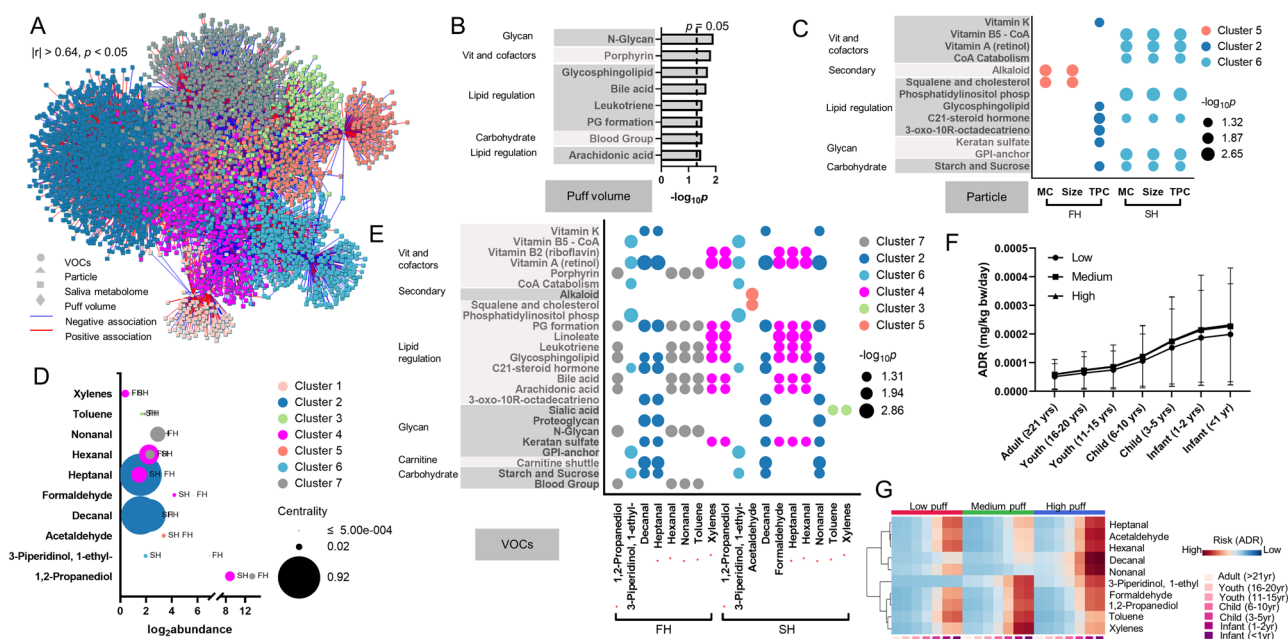 A
|r| > 0.64, p < 0.05
VOCs
Particle
Saliva metabolome
Puff volume
Negative association
Positive association
B
p = 0.05
Glycan
N-Glycan
Vit and cofactors
Porphyrin
Glycosphingolipid
Bile acid
Lipid regulation
Leukotriene
PG formation
Carbohydrate
Blood Group
Lipid regulation
Arachidonic acid
0 1 2
Puff volume
-log10p
C
Vitamin K
Vitamin B5 - CoA
Vit and cofactors
Vitamin A (retinol)
CoA Catabolism
Secondary
Alkaloid
Squalene and cholesterol
Phosphatidylinositol phosp
Lipid regulation
Glycosphingolipid
C21-steroid hormone
3-oxo-10R-octadecatrieno
Keratan sulfate
Glycan
GPI-anchor
Carbohydrate
Starch and Sucrose
Particle
MC Size TPC MC Size TPC
FH SH
Cluster 5
Cluster 2
Cluster 6
-log10p
1.32
1.87
2.65
D
Xylenes
Toluene
Nonanal
Hexanal
Heptanal
Formaldehyde
Decanal
Acetaldehyde
3-Piperidinol, 1-ethyl-
1,2-Propanediol
FH
SH FH
SH FH
SH
SH FH
SH FH
0 2 4 6 8 10 12
log2abundance
Cluster 1
Cluster 2
Cluster 3
Cluster 4
Cluster 5
Cluster 6
Cluster 7
Centrality
≤ 5.00e-004
0.02
0.92
E
Vitamin K
Vitamin B5 - CoA
Vit and cofactors
Vitamin B2 (riboflavin)
Vitamin A (retinol)
Porphyrin
CoA Catabolism
Secondary
Alkaloid
Squalene and cholesterol
Phosphatidylinositol phosp
PG formation
Linoleate
Lipid regulation
Leukotriene
Glycosphingolipid
C21-steroid hormone
Bile acid
Arachidonic acid
3-oxo-10R-octadecatrieno
Sialic acid
Glycan
Proteoglycan
N-Glycan
Keratan sulfate
GPI-anchor
Carnitine
Carnitine shuttle
Carbohydrate
Starch and Sucrose
Blood Group
VOCs
1,2-Propanediol
3-Piperidinol, 1-ethyl-
Decanal
Heptanal
Hexanal
Nonanal
Toluene
Xylenes
1,2-Propanediol
3-Piperidinol, 1-ethyl-
Acetaldehyde
Decanal
Formaldehyde
Heptanal
Hexanal
Nonanal
Toluene
Xylenes
FH SH
Cluster 7
Cluster 2
Cluster 6
Cluster 4
Cluster 3
Cluster 5
-log10p
1.31
1.94
2.86
F
ADR (mg/kg bw/day)
0.0005
0.0004
0.0003
0.0002
0.0001
0.0000
Low
Medium
High
Adult (≥21 yrs)
Youth (16-20 yrs)
Youth (11-15 yrs)
Child (6-10 yrs)
Child (3-5 yrs)
Infant (1-2 yrs)
Infant (<1 yr)
G
Low puff Medium puff High puff
Heptanal
Acetaldehyde
Hexanal
Decanal
Nonanal
3-Piperidinol, 1-ethyl
Formaldehyde
1,2-Propanediol
Toluene
Xylenes
Risk (ADR)
High Low
Adult (>21yr)
Youth (16-20yr)
Youth (11-15yr)
Child (6-10yr)
Child (3-5yr)
Infant (1-2yr)
Infant (<1yr)